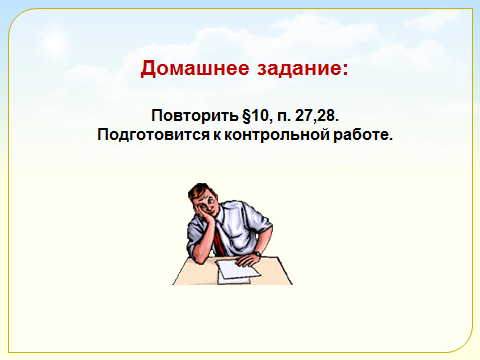 Домашнее задание:
Повторить §10, п. 27,28.
Подготовится к контрольной работе.